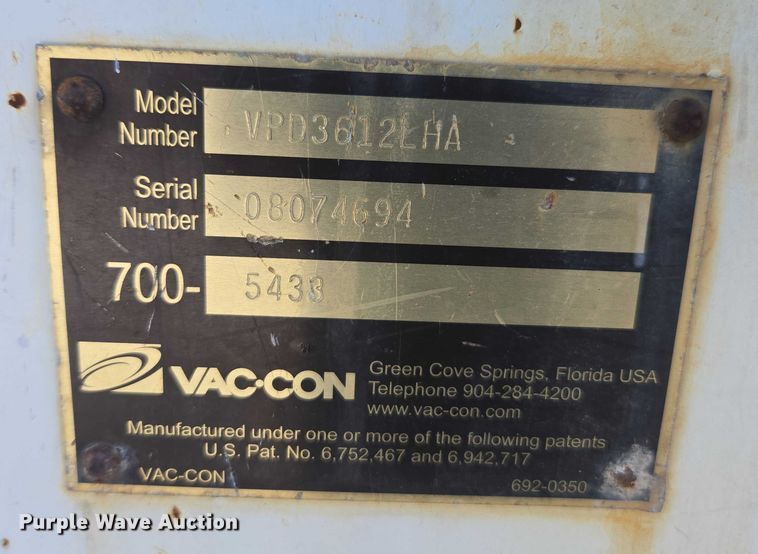 Model
Number
VPD3612LHA
Serial
Number
08074694
700-
5433
VAC·CON
Green Cove Springs, Florida USA
Telephone 904-284-4200
www.vac-con.com
Manufactured under one or more of the following patents
U.S. Pat. No. 6,752,467 and 6,942,717
VAC-CON
692-0350
Purple Wave Auction